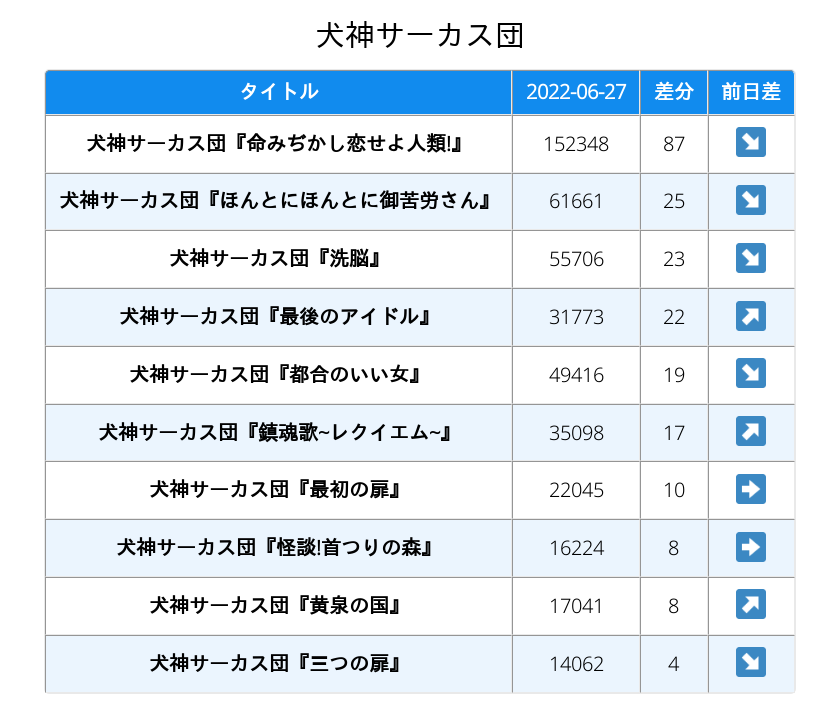 犬神サーカス団
タイトル 2022-06-27 差分 前日差
犬神サーカス団『命みぢかし恋せよ人類!』 152348 87 ↘
犬神サーカス団『ほんとにほんとに御苦労さん』 61661 25 ↘
犬神サーカス団『洗脳』 55706 23 ↘
犬神サーカス団『最後のアイドル』 31773 22 ↗
犬神サーカス団『都合のいい女』 49416 19 ↘
犬神サーカス団『鎮魂歌~レクイエム~』 35098 17 ↗
犬神サーカス団『最初の扉』 22045 10 ➡
犬神サーカス団『怪談!首つりの森』 16224 8 ➡
犬神サーカス団『黄泉の国』 17041 8 ↗
犬神サーカス団『三つの扉』 14062 4 ↘